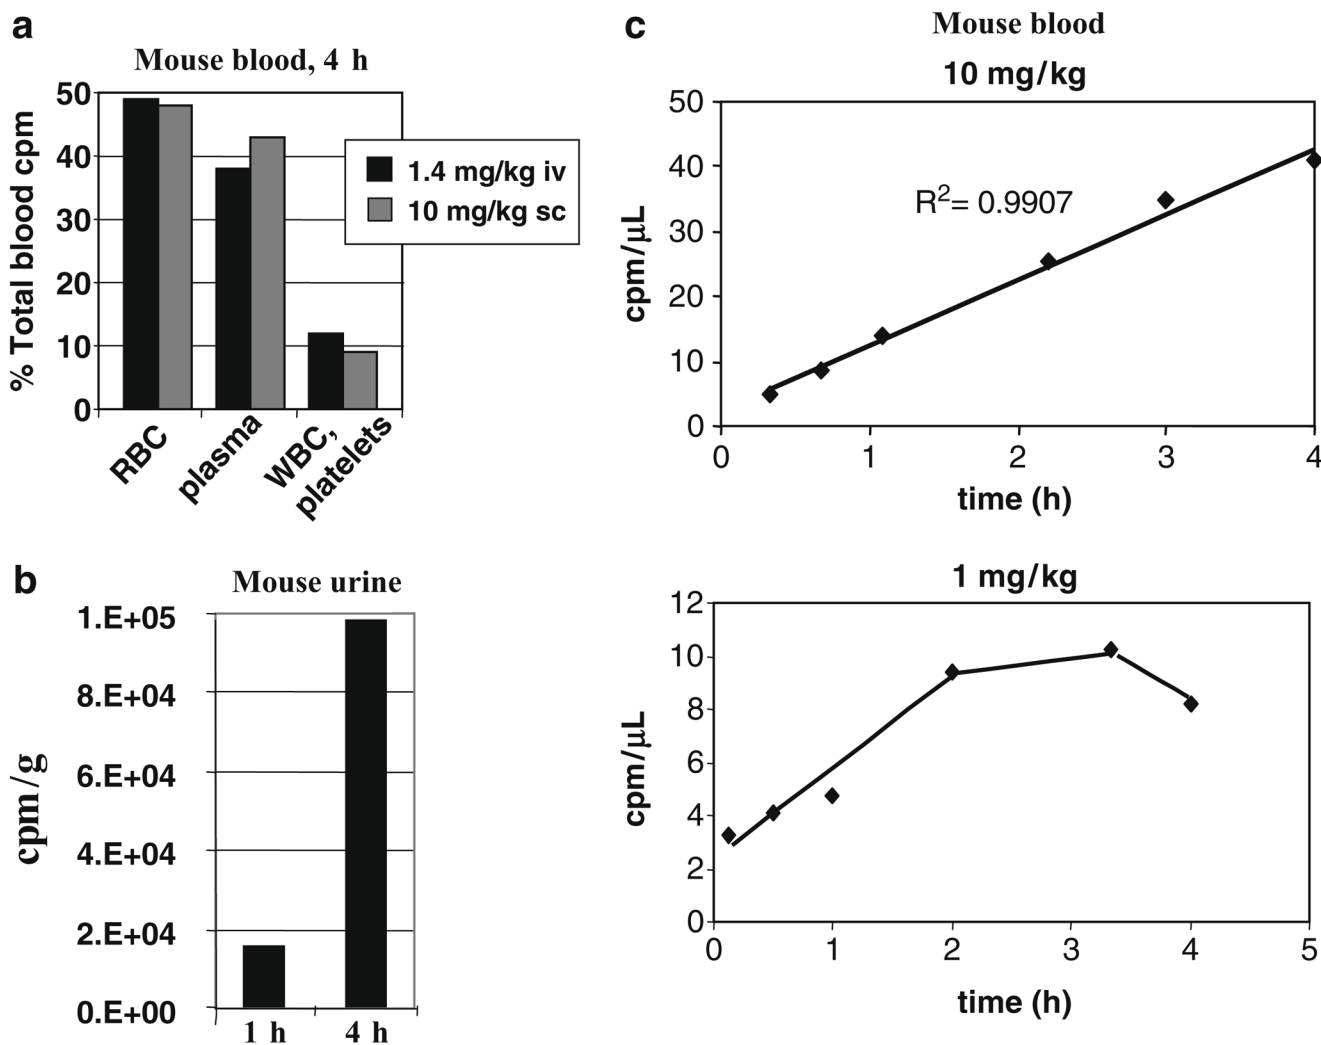 a
Mouse blood, 4 h
% Total blood cpm
50
40
30
20
10
0
1.4 mg/kg iv
10 mg/kg sc
RBC
plasma
WBC,
platelets
b
Mouse urine
cpm/g
1.E+05
8.E+04
6.E+04
4.E+04
2.E+04
0.E+00
1 h
4 h
c
Mouse blood
10 mg/kg
cpm/μL
50
40
30
20
10
0
R²= 0.9907
0 1 2 3 4
time (h)
1 mg/kg
cpm/μL
12
10
8
6
4
2
0
0 1 2 3 4 5
time (h)